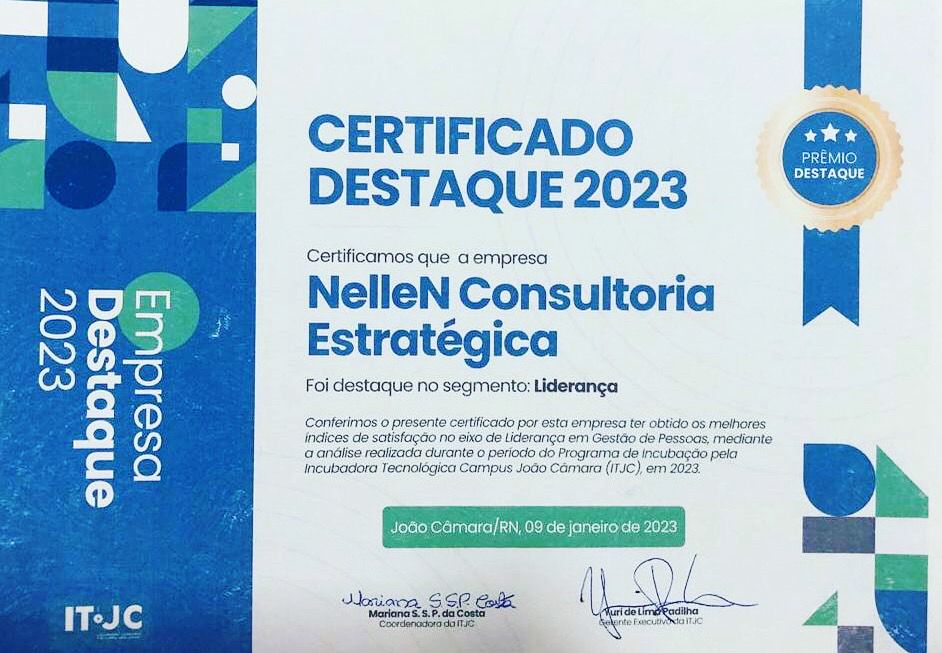 CERTIFICADO
DESTAQUE 2023
PRÊMIO
DESTAQUE
Certificamos que a empresa
NelleN Consultoria
Estratégica
Foi destaque no segmento: Liderança
Conferimos o presente certificado por esta empresa ter obtido os melhores
índices de satisfação no eixo de Liderança em Gestão de Pessoas, mediante
a análise realizada durante o período do Programa de Incubação pela
Incubadora Tecnológica Campus João Câmara (ITJC), em 2023.
João Câmara/RN, 09 de janeiro de 2023
Mariana S.S.P. Costa
Mariana S. S. P. da Costa
Coordenadora da ITJC
Yuri de Lima Padilha
Gerente Executivo da ITJC
Empresa
Destaque
2023
IT•JC